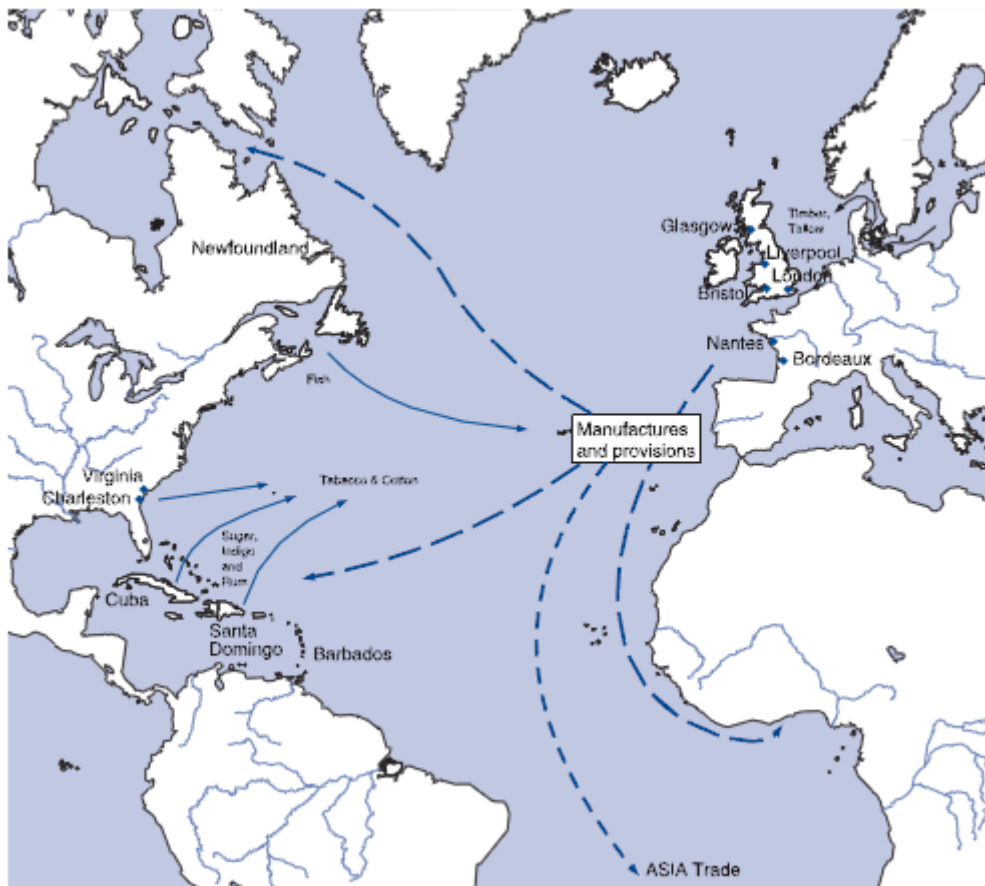 Timber,
Tallow
Glasgow
Liverpool
London
Bristol
Newfoundland
Nantes
Bordeaux
Fish
Manufactures
and provisions
Virginia
Charleston
Tobacco & Cotton
Sugar,
Indigo
and
Rum
Cuba
Santa
Domingo
Barbados
ASIA Trade